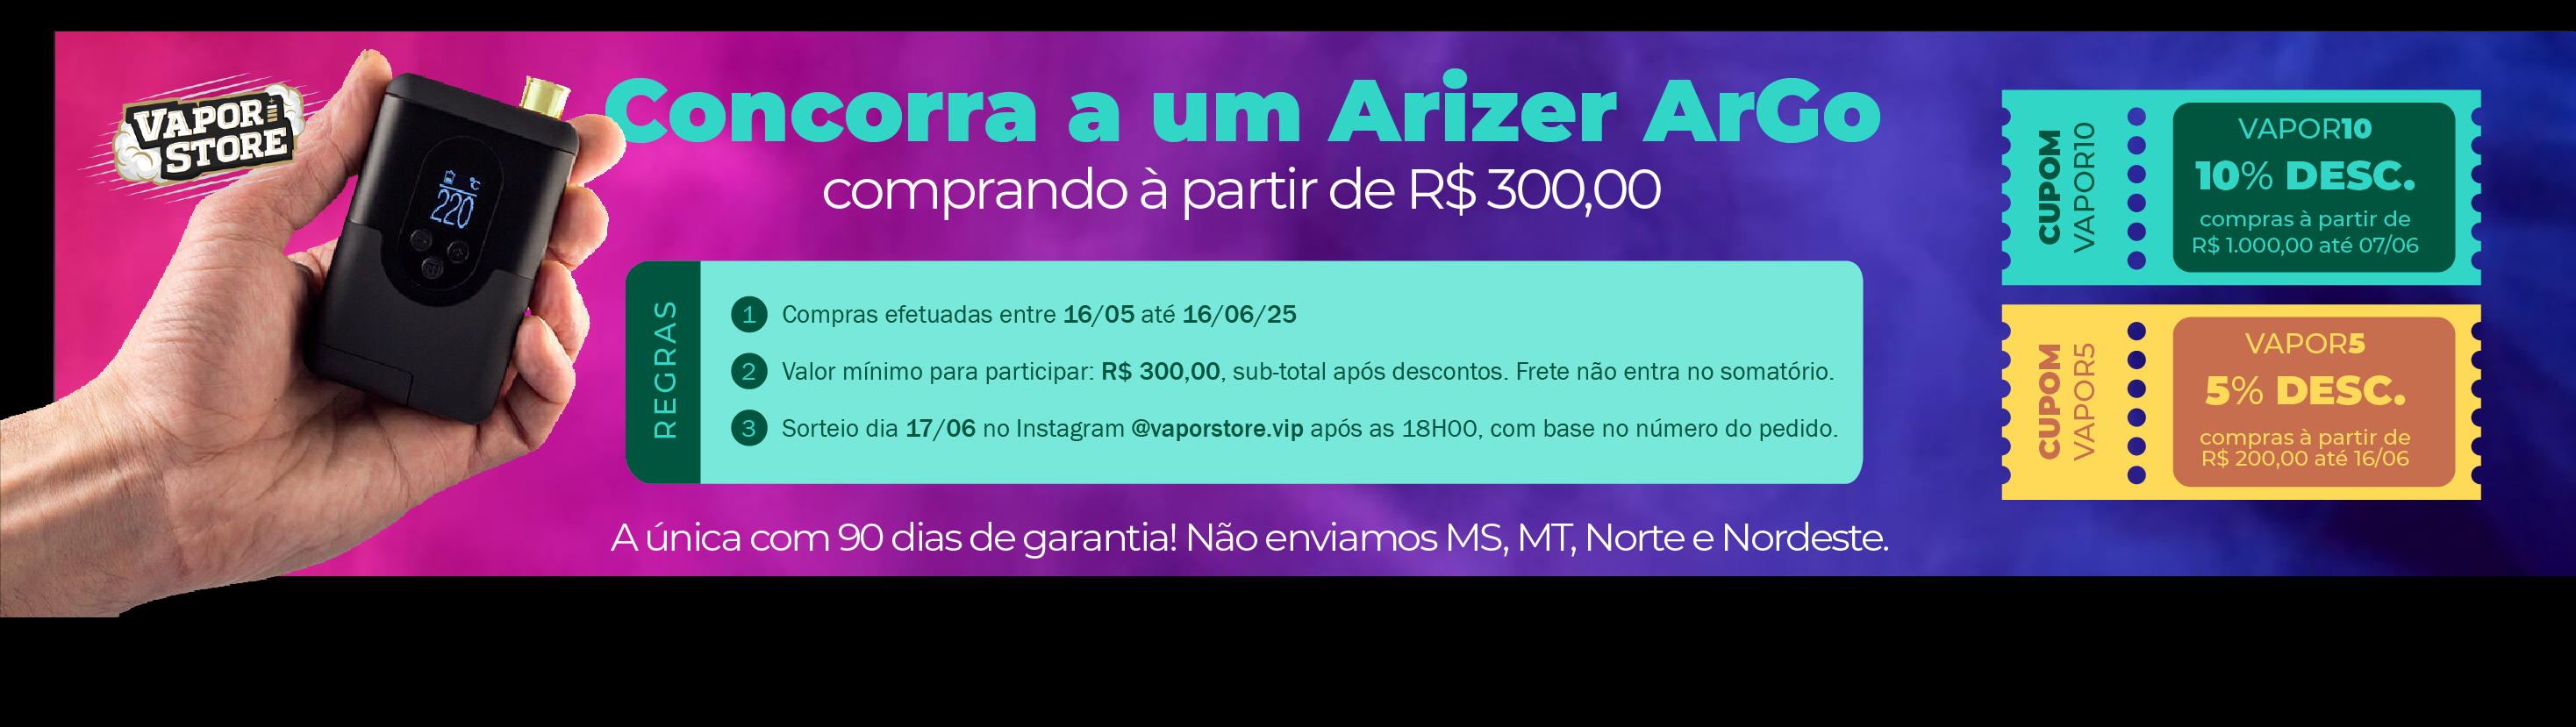 VAPOR
STORE
220
°C
Concorra a um Arizer ArGo
comprando à partir de R$ 300,00
REGRAS
1 Compras efetuadas entre 16/05 até 16/06/25
2 Valor mínimo para participar: R$ 300,00, sub-total após descontos. Frete não entra no somatório.
3 Sorteio dia 17/06 no Instagram @vaporstore.vip após as 18H00, com base no número do pedido.
A única com 90 dias de garantia! Não enviamos MS, MT, Norte e Nordeste.
CUPOM
VAPOR10
VAPOR10
10% DESC.
compras à partir de
R$ 1.000,00 até 07/06
CUPOM
VAPOR5
VAPOR5
5% DESC.
compras à partir de
R$ 200,00 até 16/06